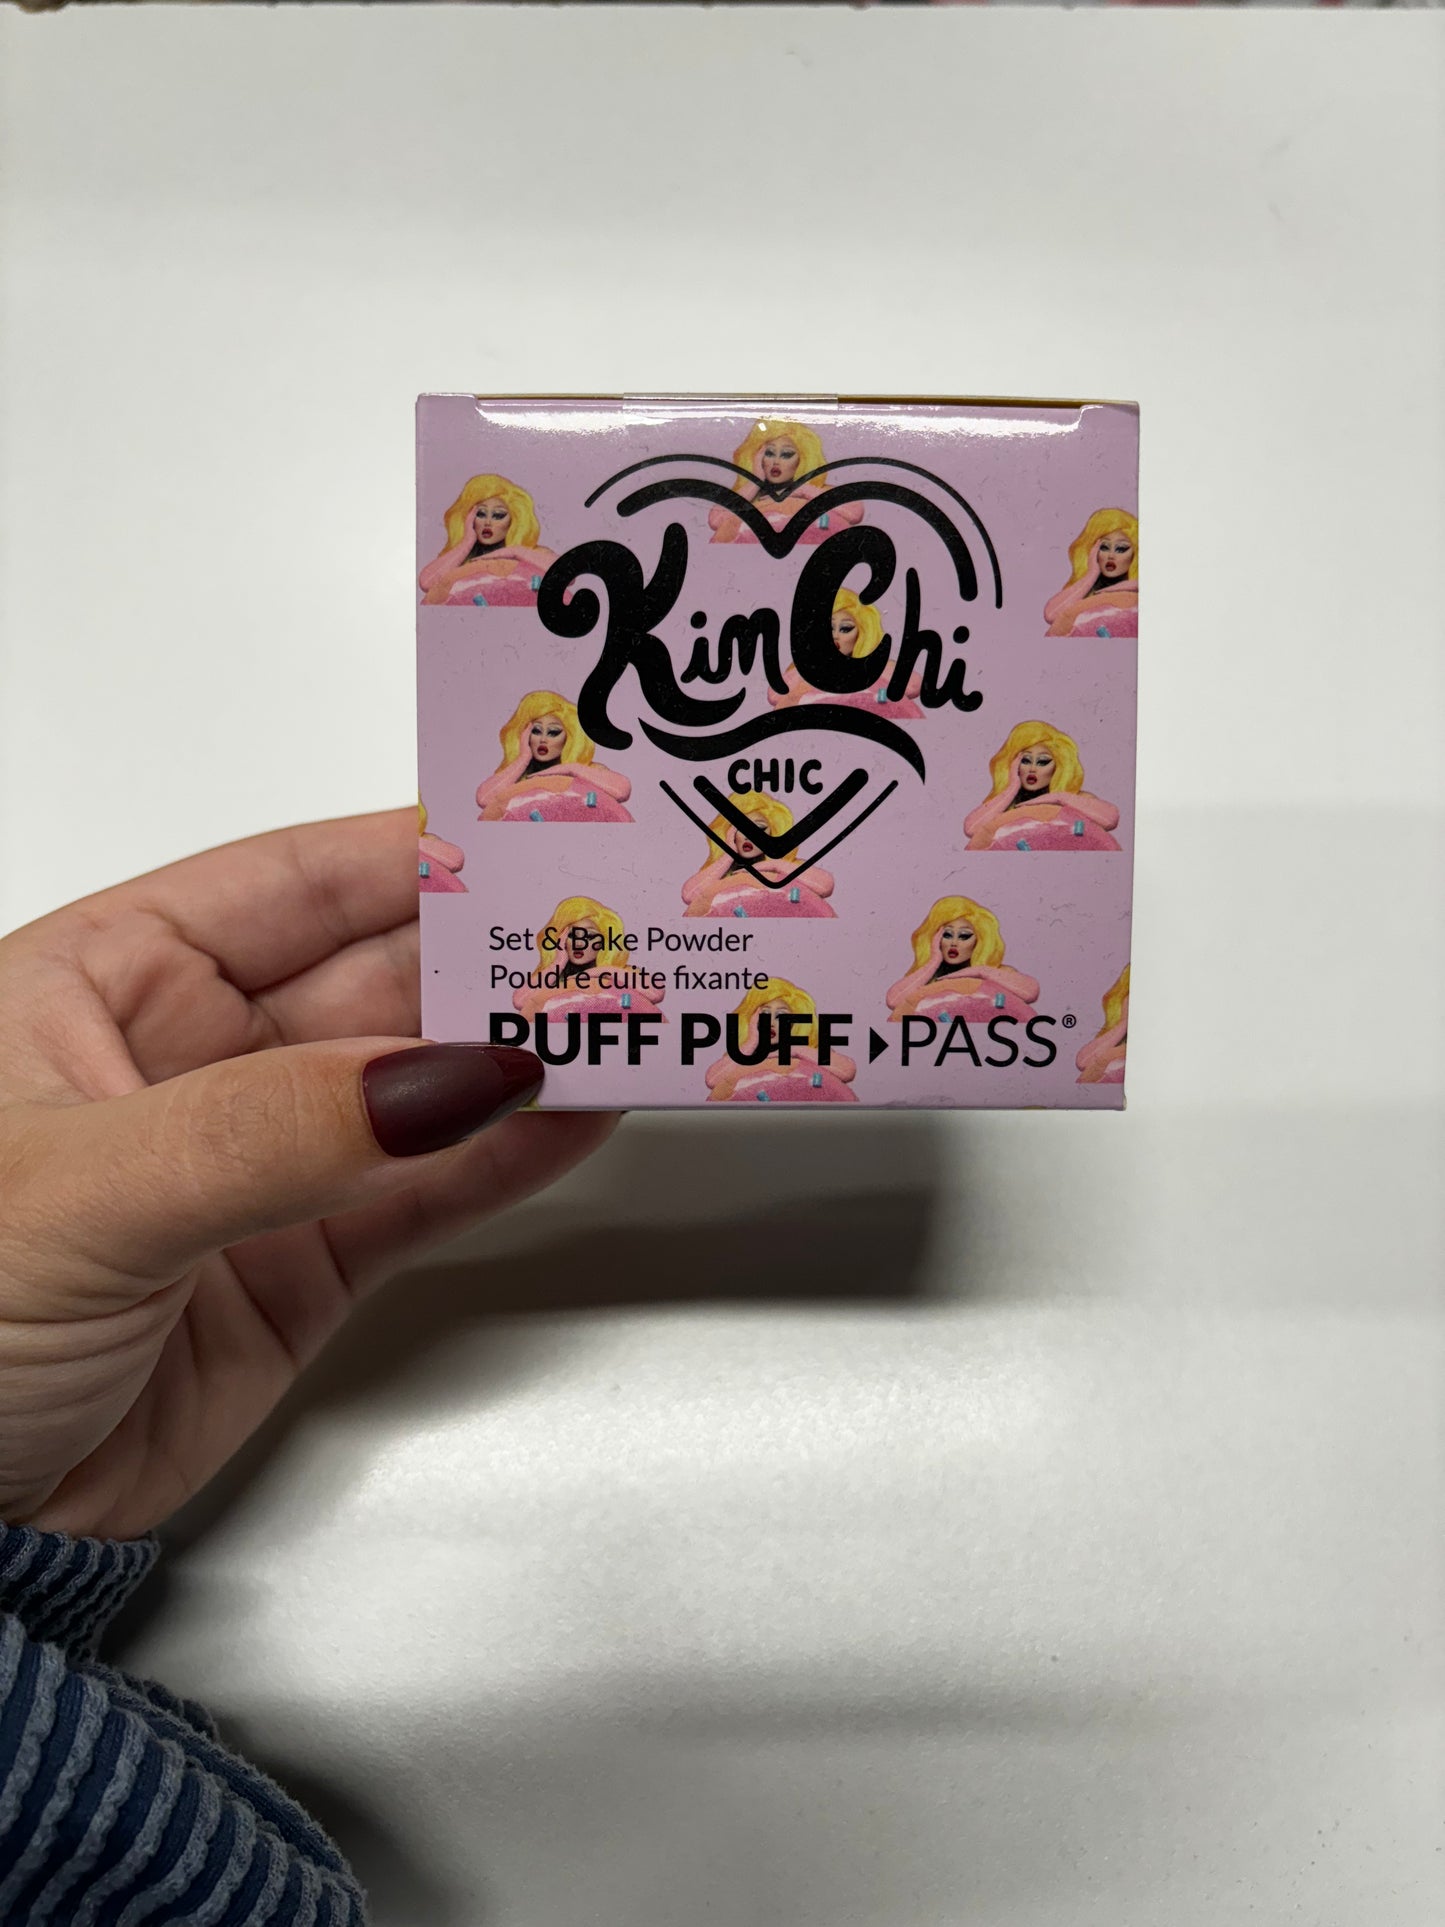 KimChi
CHIC
Set & Bake Powder
Poudre cuite fixante
PUFF PUFF▸PASS®